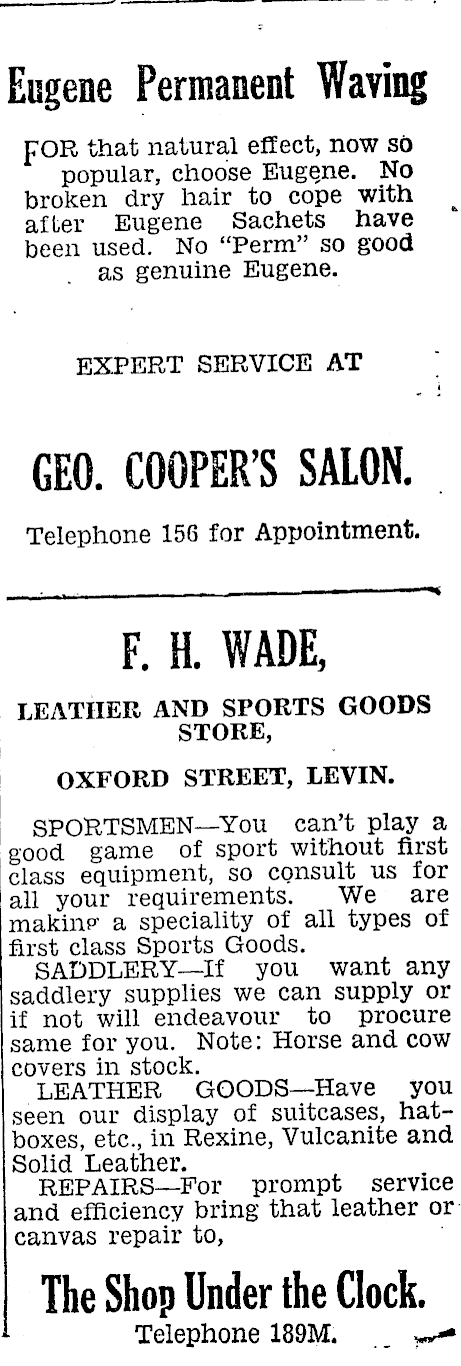 Eugene Permanent Waving
FOR that natural effect, now so
popular, choose Eugene. No
broken dry hair to cope with
after Eugene Sachets have
been used. No "Perm" so good
as genuine Eugene.
EXPERT SERVICE AT
GEO. COOPER'S SALON.
Telephone 156 for Appointment.
F. H. WADE,
LEATHER AND SPORTS GOODS
STORE,
OXFORD STREET, LEVIN.
SPORTSMEN—You can't play a
good game of sport without first
class equipment, so consult us for
all your requirements. We are
making a speciality of all types of
first class Sports Goods.
SADDLERY—If you want any
saddlery supplies we can supply or
if not will endeavour to procure
same for you. Note: Horse and cow
covers in stock.
LEATHER GOODS—Have you
seen our display of suitcases, hat-
boxes, etc., in Rexine, Vulcanite and
Solid Leather.
REPAIRS—For prompt service
and efficiency bring that leather or
canvas repair to,
The Shop Under the Clock.
Telephone 189M.